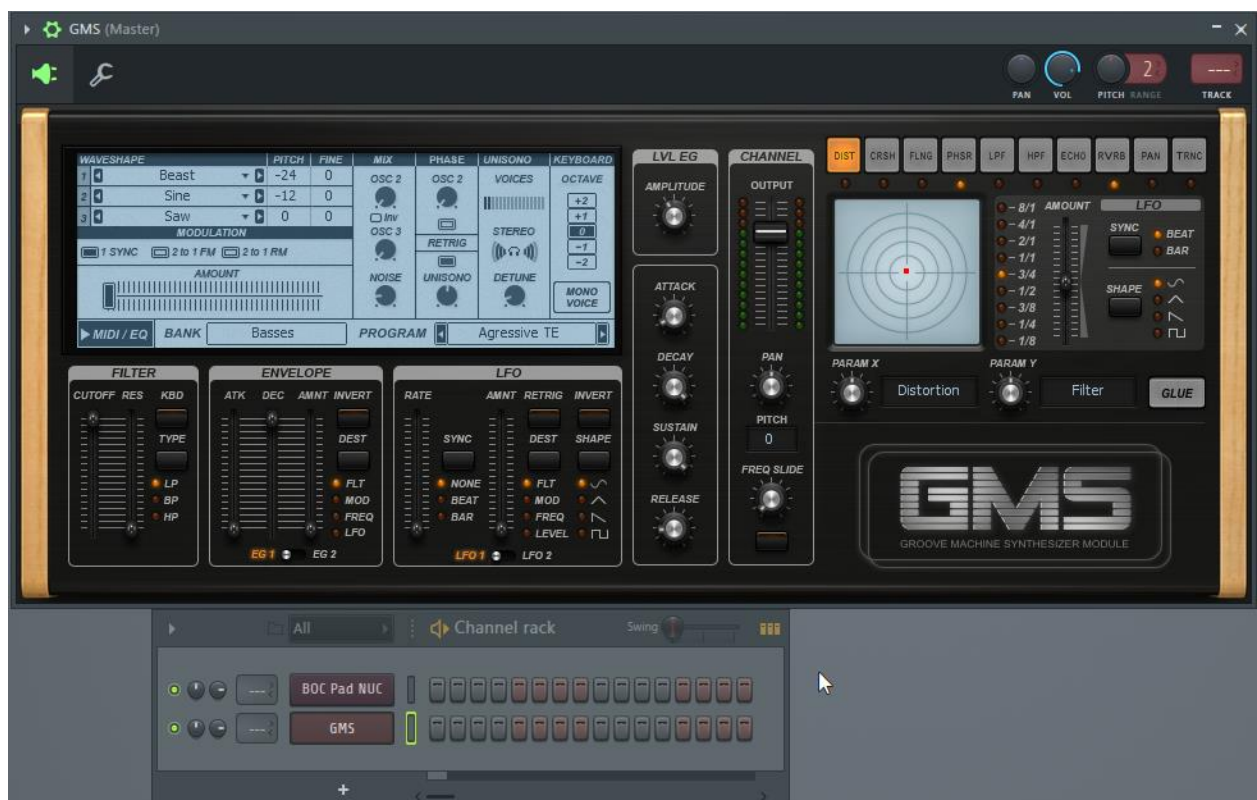 GMS (Master)
PAN VOL PITCH RANGE 2 --- TRACK
WAVESHAPE PITCH FINE MIX PHASE UNISONO KEYBOARD
1 Beast -24 0
2 Sine -12 0
3 Saw 0 0
OSC 2 OSC 2 VOICES OCTAVE
+2
+1
0
-1
-2
Inv
OSC 3
STEREO
RETRIG
MODULATION
1 SYNC 2 to 1 FM 2 to 1 RM
AMOUNT
NOISE UNISONO DETUNE
MONO
VOICE
MIDI / EQ BANK Basses PROGRAM Agressive TE
LVL EG
AMPLITUDE
ATTACK
DECAY
SUSTAIN
RELEASE
CHANNEL
OUTPUT
PAN
PITCH
0
FREQ SLIDE
DIST CRSH FLNG PHSR LPF HPF ECHO RVRB PAN TRNC
8/1
4/1
2/1
1/1
3/4
1/2
3/8
1/4
1/8
AMOUNT
LFO
SYNC
BEAT
BAR
SHAPE
PARAM X Distortion PARAM Y Filter GLUE
FILTER
CUTOFF RES KBD
TYPE
LP
BP
HP
ENVELOPE
ATK DEC AMNT INVERT
DEST
FLT
MOD
FREQ
LFO
EG 1 EG 2
LFO
RATE AMNT RETRIG INVERT
SYNC DEST SHAPE
NONE FLT
BEAT MOD
BAR FREQ
LEVEL
LFO 1 LFO 2
GMS
GROOVE MACHINE SYNTHESIZER MODULE
All Channel rack Swing
--- BOC Pad NUC
--- GMS
+